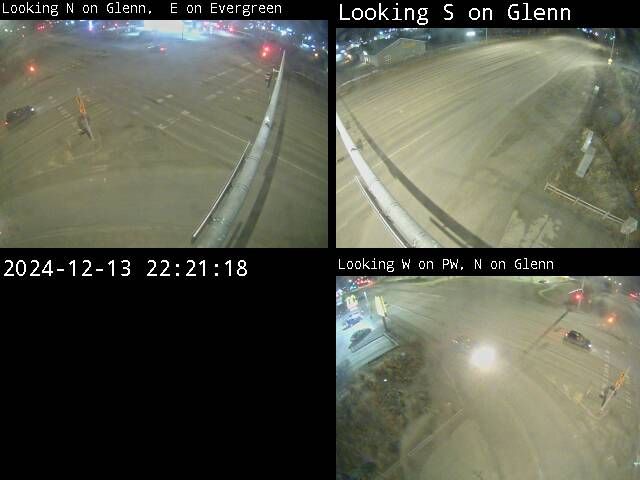 Looking N on Glenn,  E on Evergreen
Looking S on Glenn
2024-12-13 22:21:18
Looking W on PW, N on Glenn